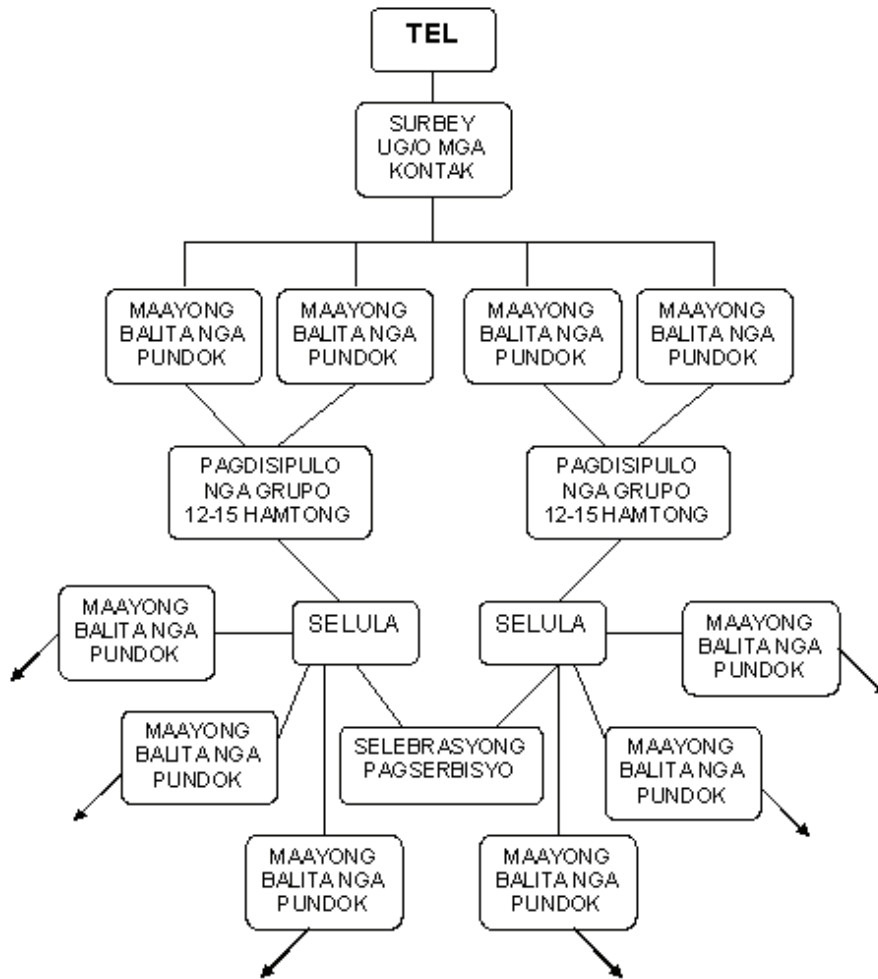 TEL
SURBEY
UG/O MGA
KONTAK
MAAYONG
BALITA NGA
PUNDOK
MAAYONG
BALITA NGA
PUNDOK
MAAYONG
BALITA NGA
PUNDOK
MAAYONG
BALITA NGA
PUNDOK
PAGDISIPULO
NGA GRUPO
12-15 HAMTONG
PAGDISIPULO
NGA GRUPO
12-15 HAMTONG
MAAYONG
BALITA NGA
PUNDOK
SELULA
SELULA
MAAYONG
BALITA NGA
PUNDOK
MAAYONG
BALITA NGA
PUNDOK
SELEBRASYONG
PAGSERBISYO
MAAYONG
BALITA NGA
PUNDOK
MAAYONG
BALITA NGA
PUNDOK
MAAYONG
BALITA NGA
PUNDOK